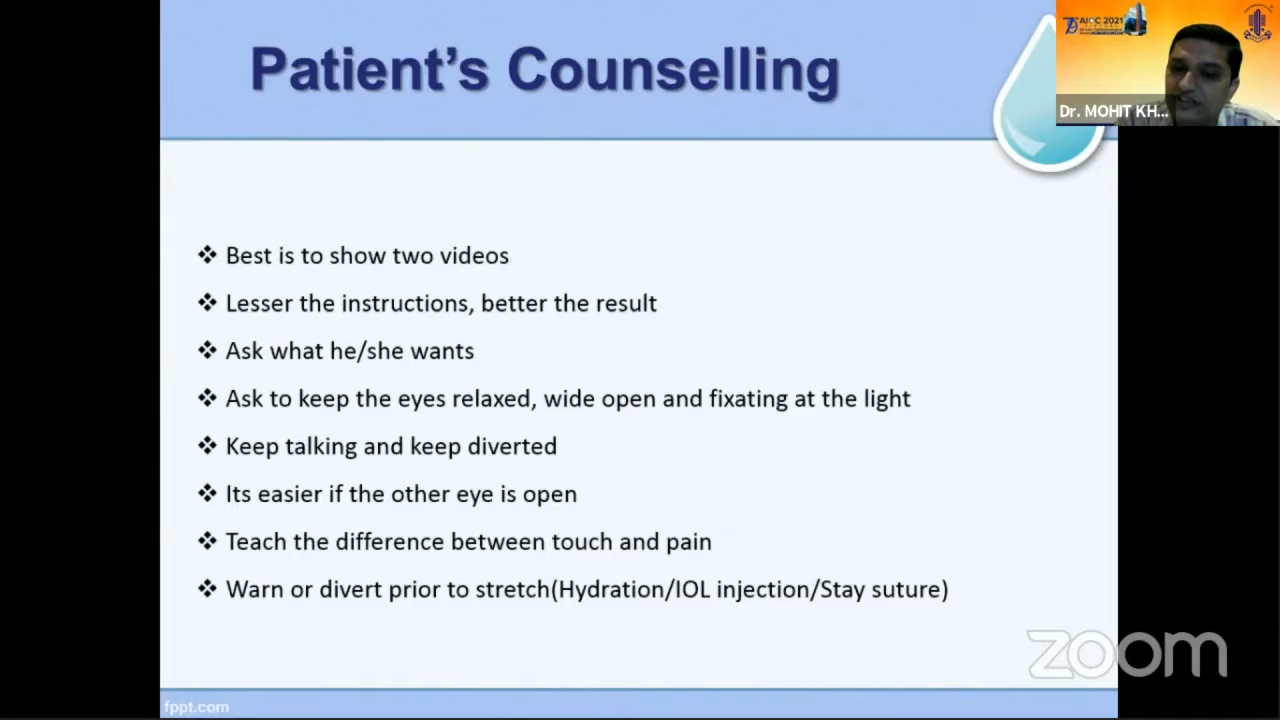 Patient's Counselling
AIOC 2021
Dr. MOHIT KH...
❖ Best is to show two videos
❖ Lesser the instructions, better the result
❖ Ask what he/she wants
❖ Ask to keep the eyes relaxed, wide open and fixating at the light
❖ Keep talking and keep diverted
❖ Its easier if the other eye is open
❖ Teach the difference between touch and pain
❖ Warn or divert prior to stretch(Hydration/IOL injection/Stay suture)
zoom
fppt.com